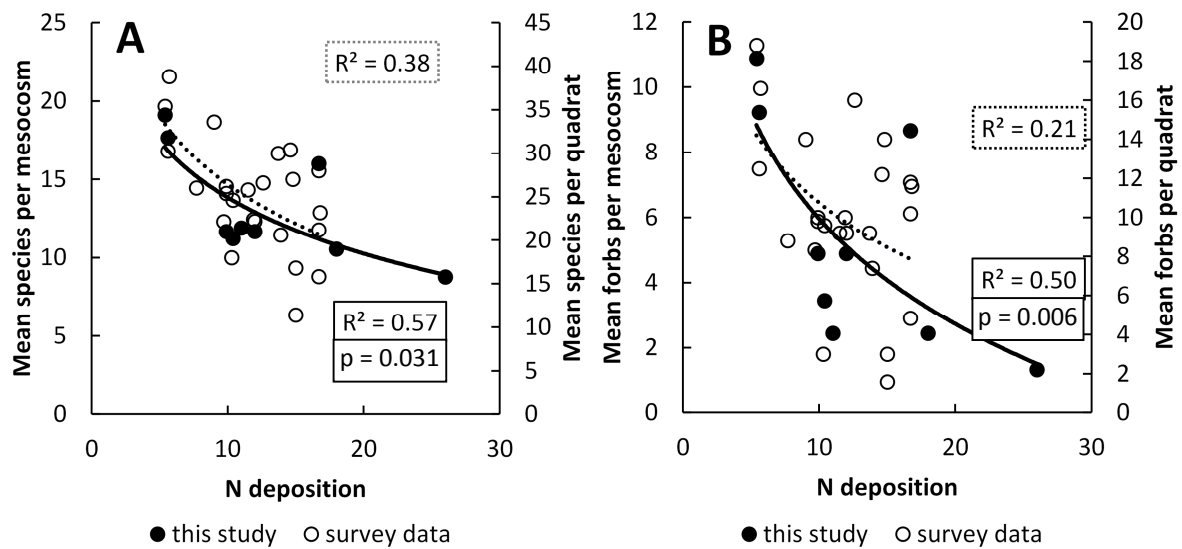 A
Mean species per mesocosm
25
20
15
10
5
0
R² = 0.38
R² = 0.57
p = 0.031
45
40
35
30
25
20
15
10
5
0
Mean species per quadrat
0 10 20 30
N deposition
● this study ○ survey data
B
Mean forbs per mesocosm
12
10
8
6
4
2
0
R² = 0.21
R² = 0.50
p = 0.006
20
18
16
14
12
10
8
6
4
2
0
Mean forbs per quadrat
0 10 20 30
N deposition
● this study ○ survey data